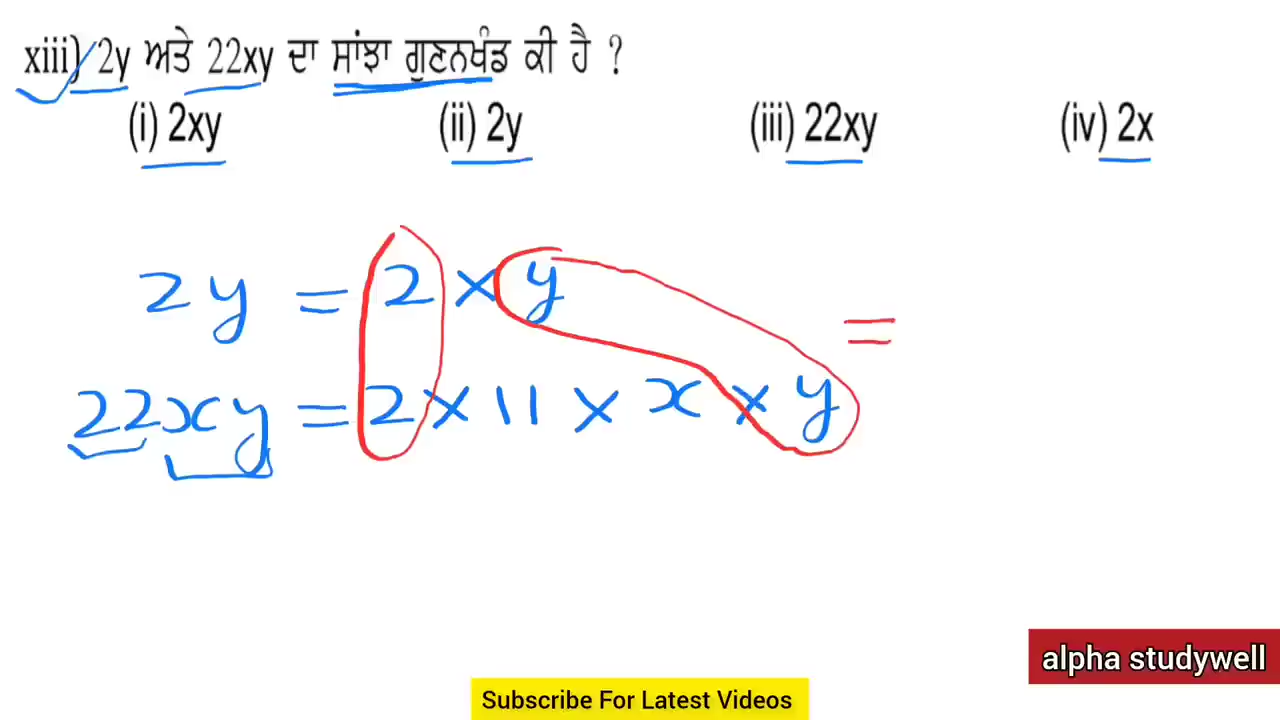 xiii) 2y ਅਤੇ 22xy ਦਾ ਸਾਂਝਾ ਗੁਣਨਖੰਡ ਕੀ ਹੈ ?
(i) 2xy (ii) 2y (iii) 22xy (iv) 2x
2y = 2 × y
=
22xy = 2 × 11 × x × y
alpha studywell
Subscribe For Latest Videos